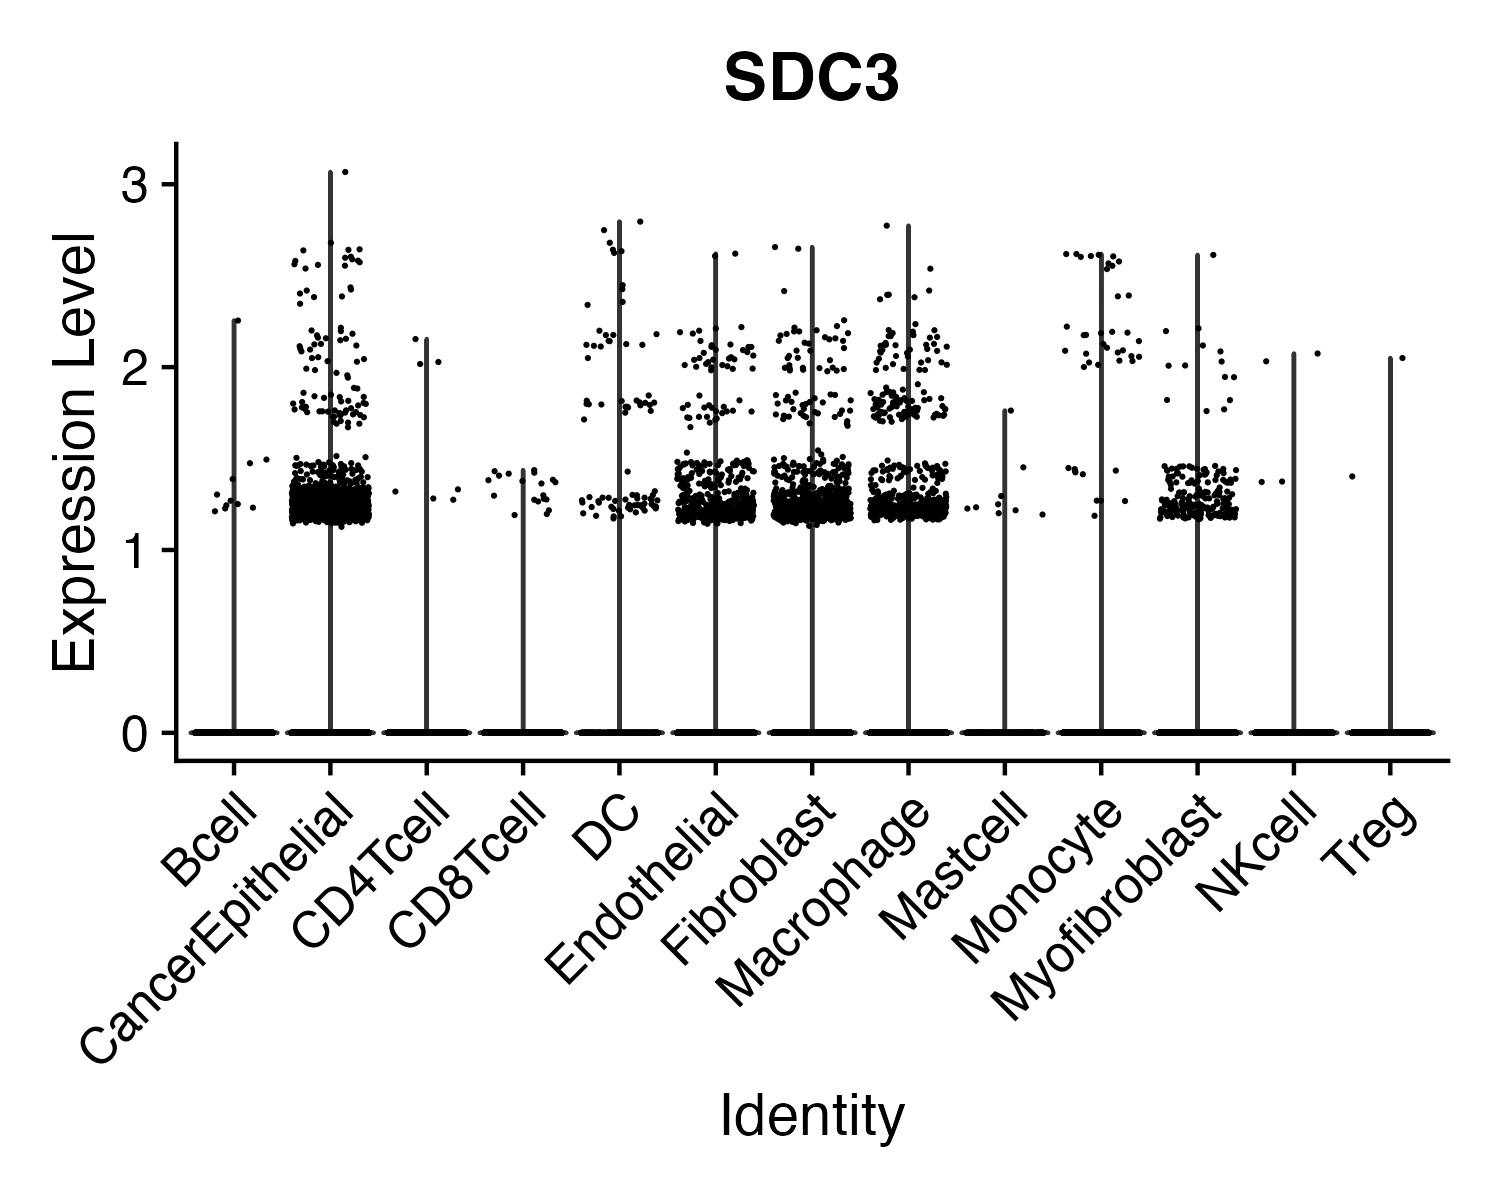 SDC3
Expression Level
3
2
1
0
Bcell
CancerEpithelial
CD4Tcell
CD8Tcell
DC
Endothelial
Fibroblast
Macrophage
Mastcell
Monocyte
Myofibroblast
NKcell
Treg
Identity